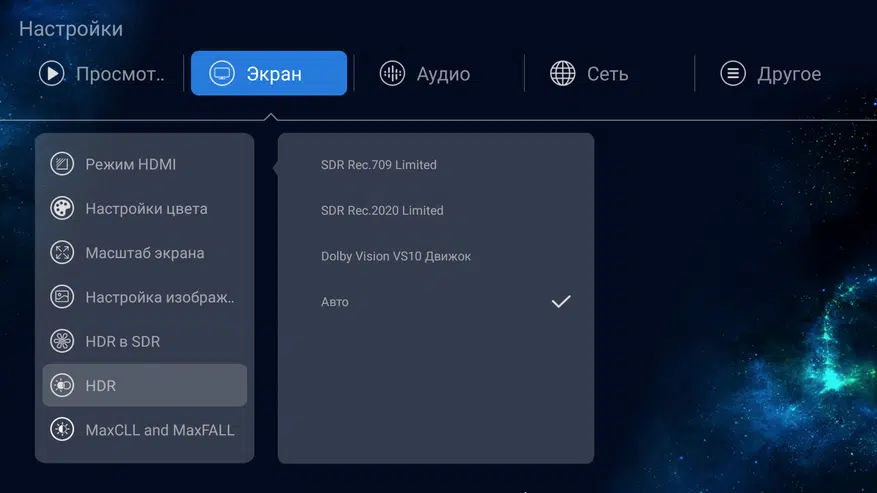 Настройки
Просмот..
Экран
Аудио
Сеть
Другое
Режим HDMI
Настройки цвета
Масштаб экрана
Настройка изображ..
HDR в SDR
HDR
MaxCLL and MaxFALL
SDR Rec.709 Limited
SDR Rec.2020 Limited
Dolby Vision VS10 Движок
Авто